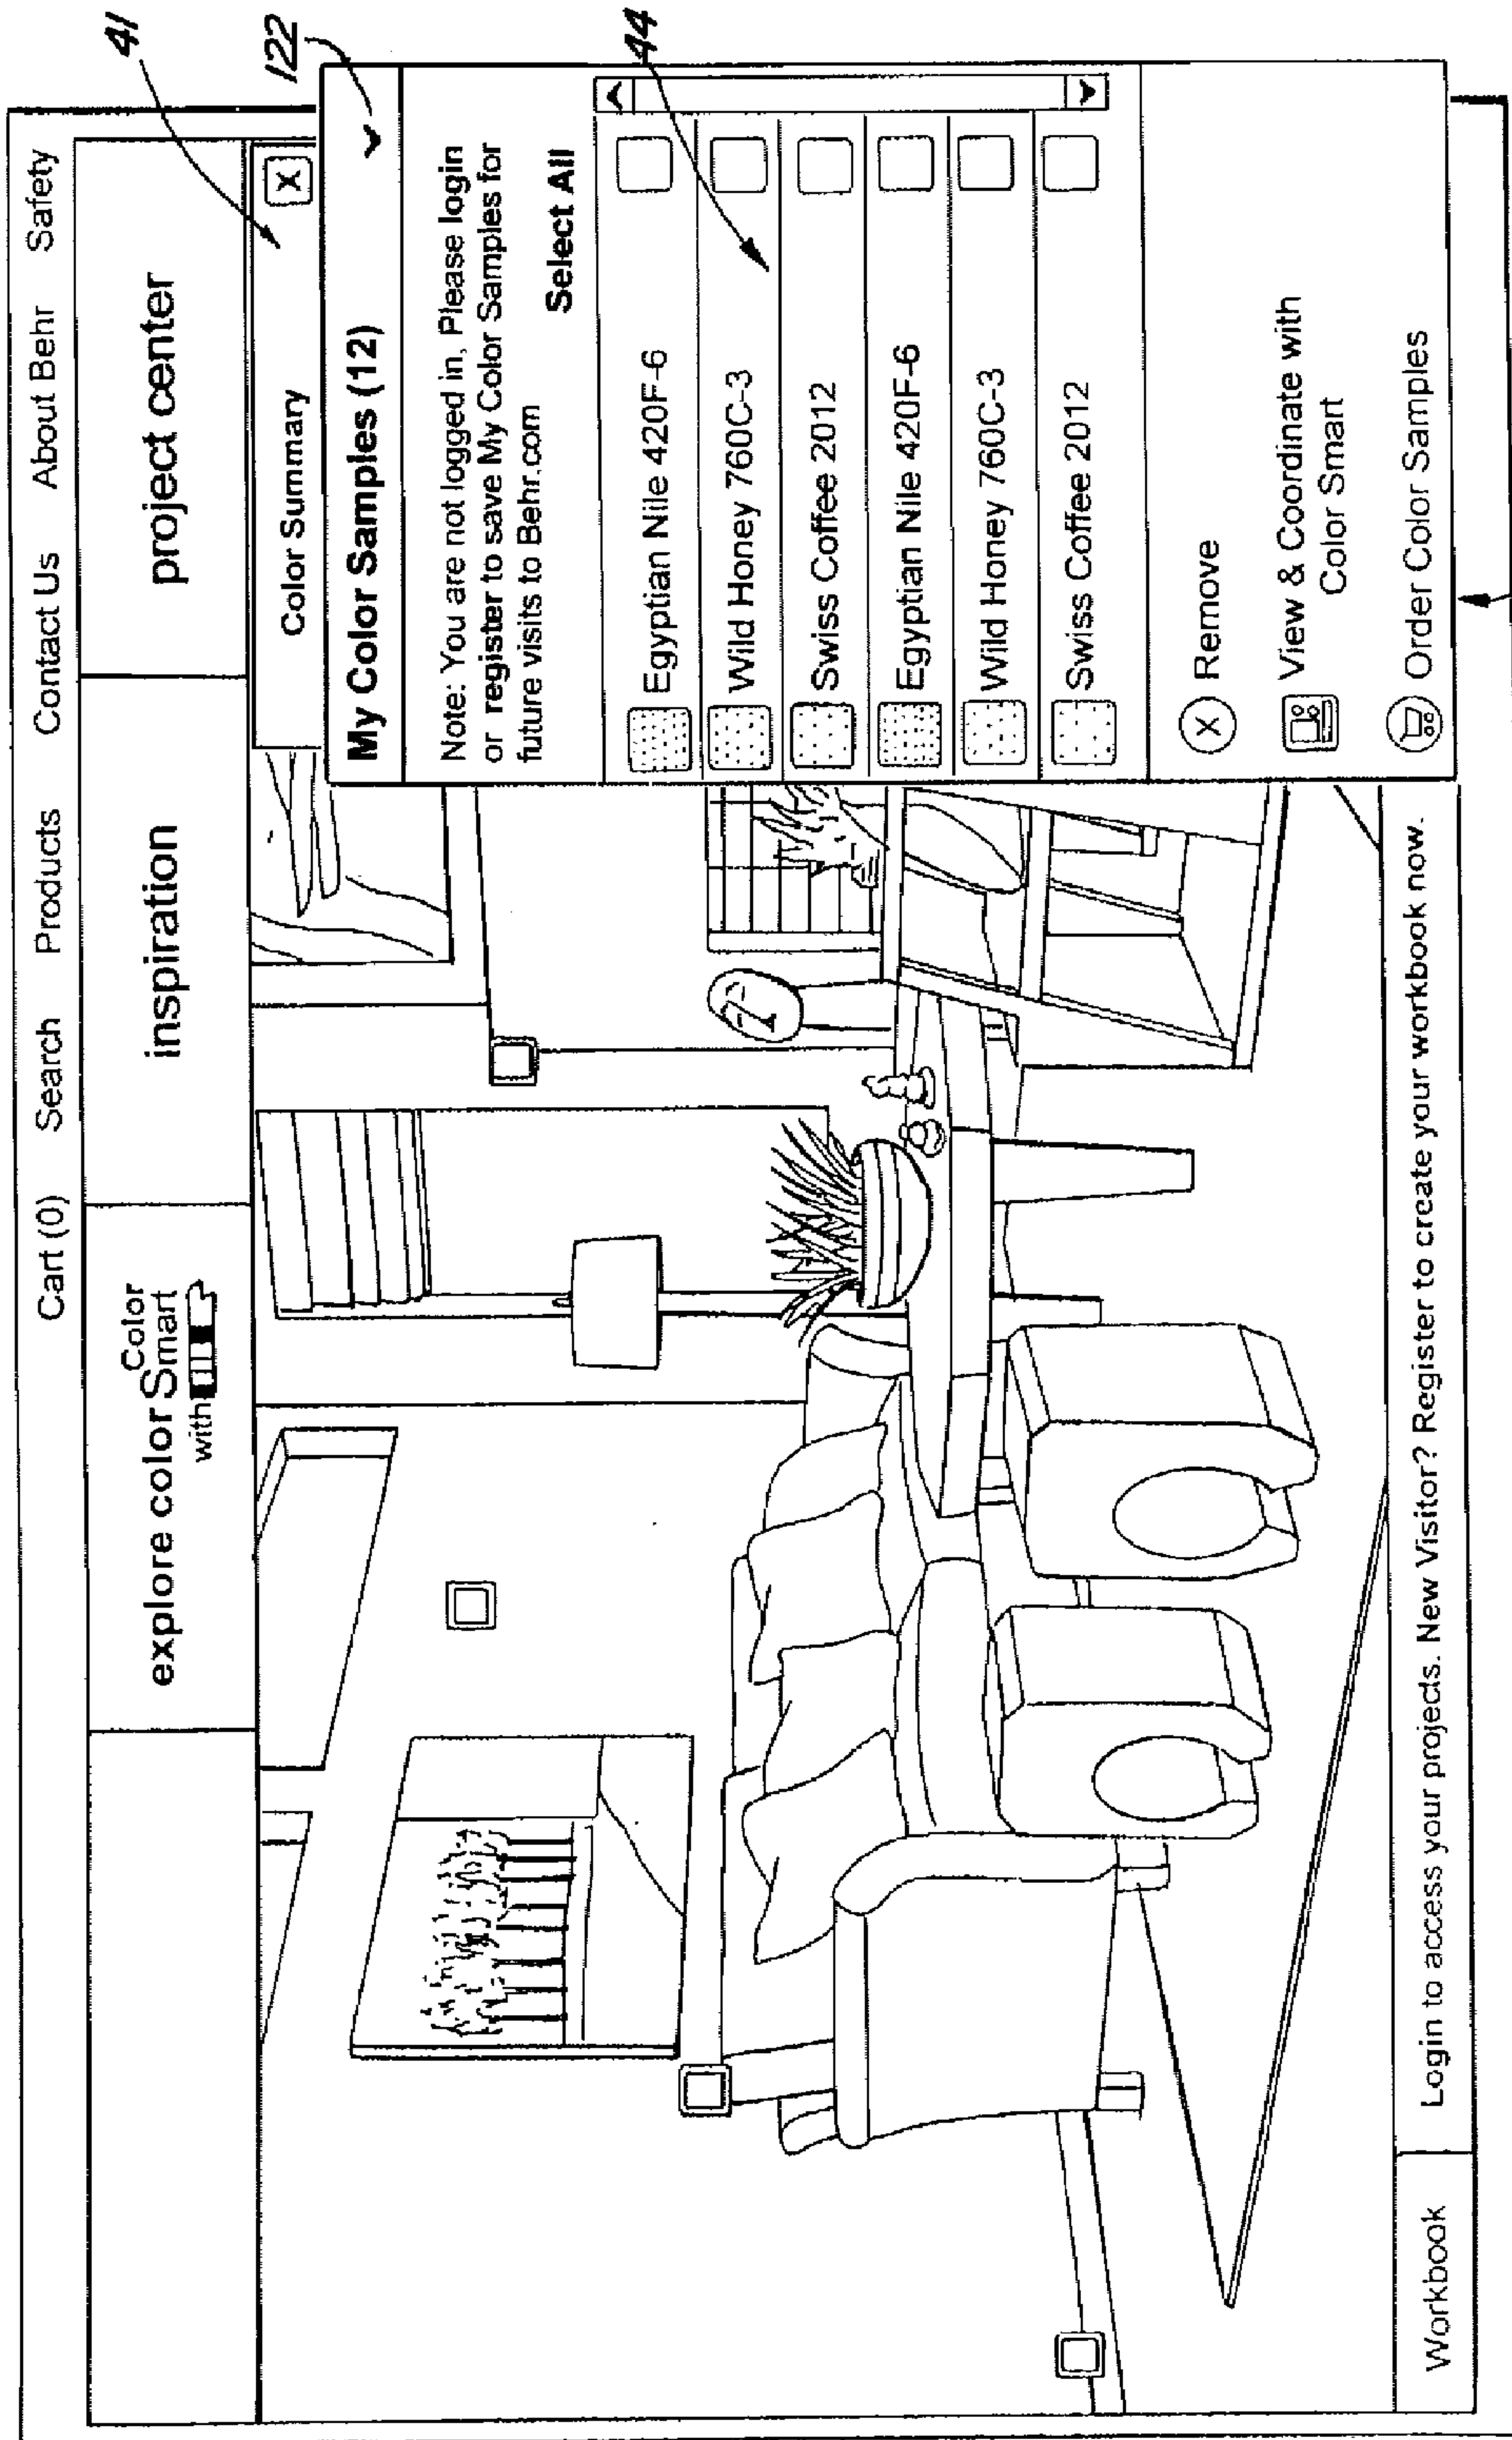 41
Cart (0) Search Products Contact Us About Behr Safety
explore color
with
Color
Smart
inspiration
project center
Color Summary
X
122
My Color Samples (12)
Note: You are not logged in, Please login
or register to save My Color Samples for
future visits to Behr.com
Select All
44
Egyptian Nile 420F-6
Wild Honey 760C-3
Swiss Coffee 2012
Egyptian Nile 420F-6
Wild Honey 760C-3
Swiss Coffee 2012
X Remove
View & Coordinate with
Color Smart
Order Color Samples
Workbook
Login to access your projects. New Visitor? Register to create your workbook now.